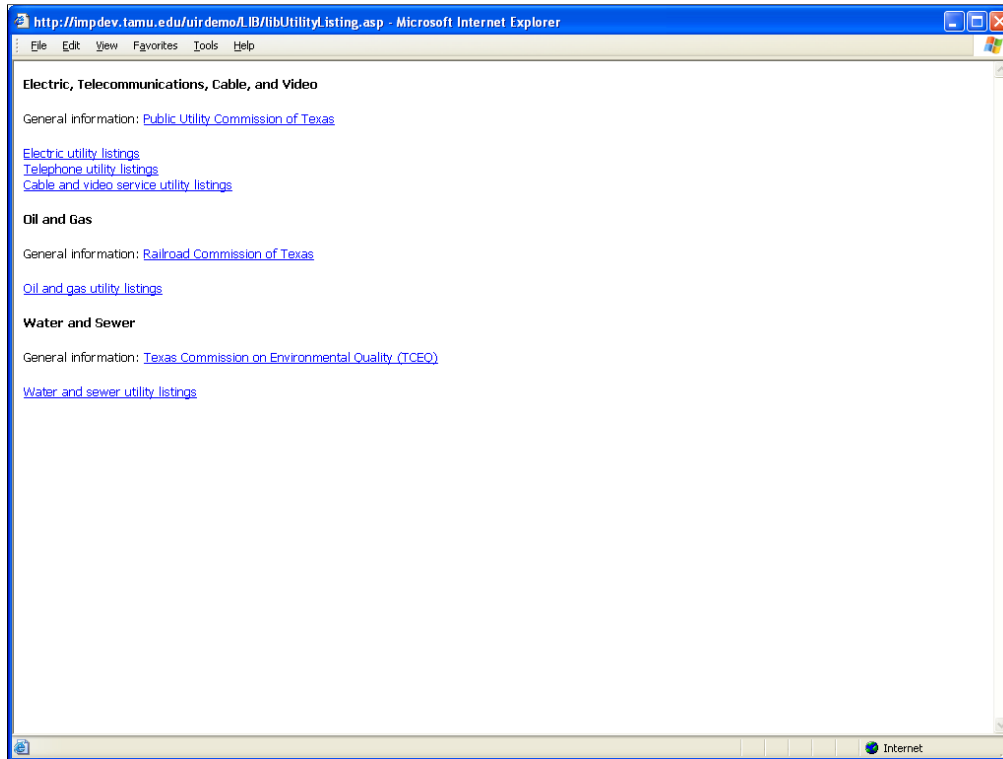 http://impdev.tamu.edu/uirdemo/LIB/libUtilityListing.asp - Microsoft Internet Explorer
File Edit View Favorites Tools Help
Electric, Telecommunications, Cable, and Video
General information: Public Utility Commission of Texas
Electric utility listings
Telephone utility listings
Cable and video service utility listings
Oil and Gas
General information: Railroad Commission of Texas
Oil and gas utility listings
Water and Sewer
General information: Texas Commission on Environmental Quality (TCEQ)
Water and sewer utility listings
Internet